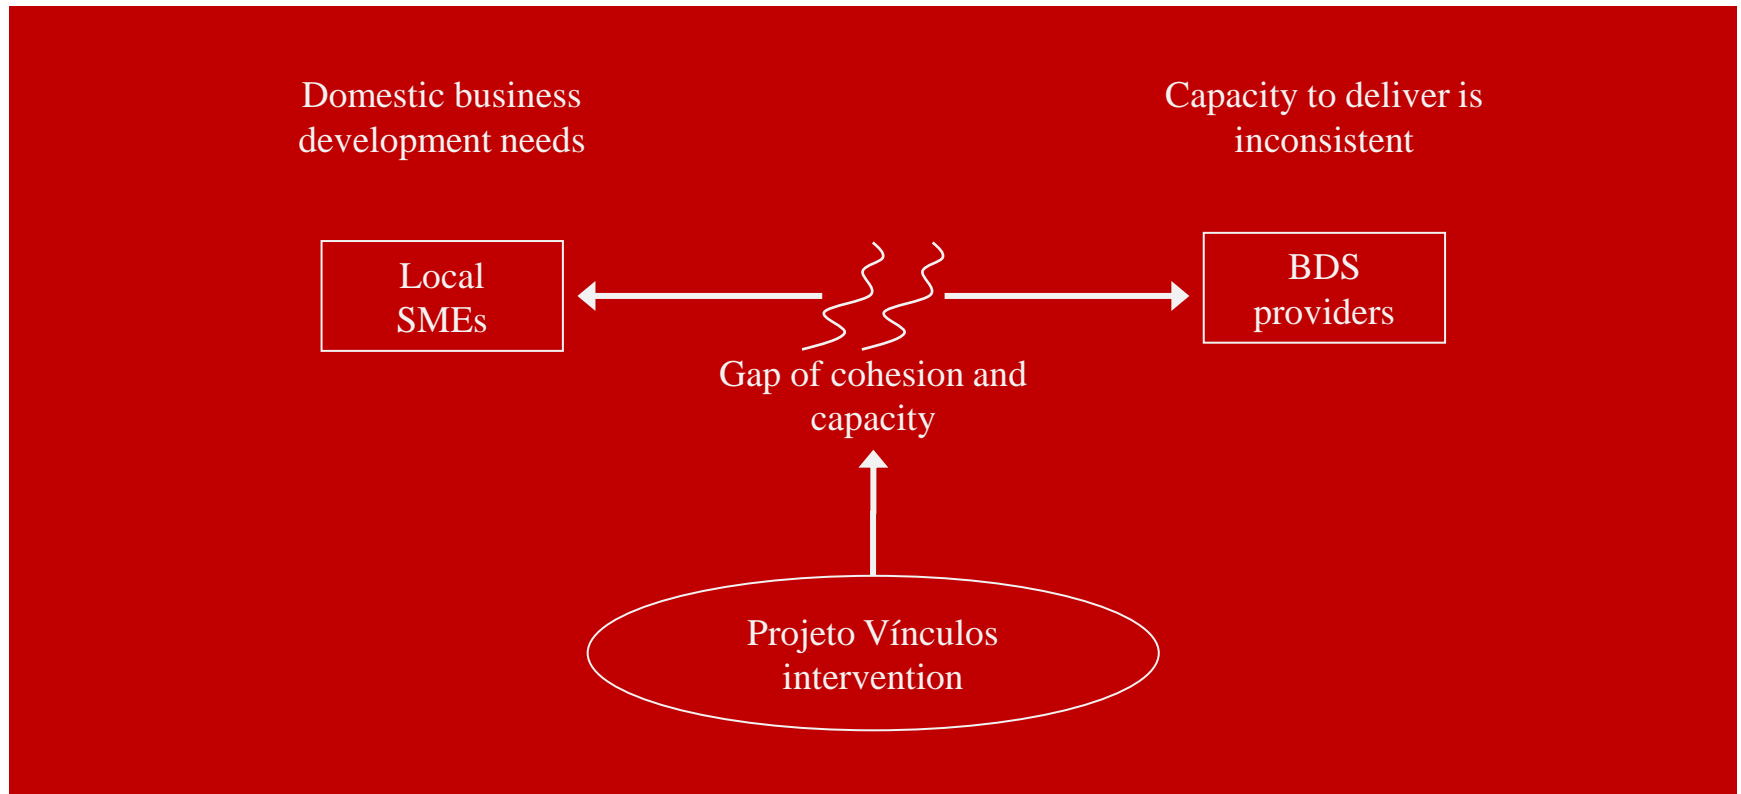 Domestic business
development needs
Capacity to deliver is
inconsistent
Local
SMEs
BDS
providers
Gap of cohesion and
capacity
Projeto Vínculos
intervention